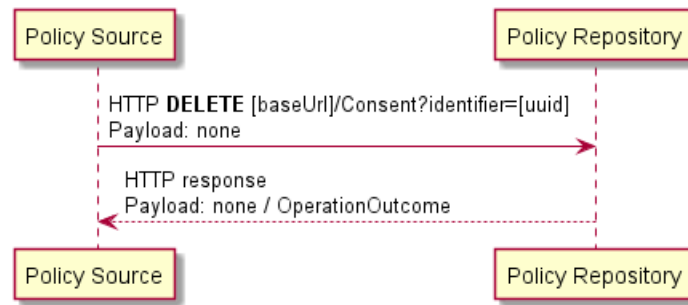 Policy Source
Policy Repository
HTTP DELETE [baseUrl]/Consent?identifier=[uuid]
Payload: none
HTTP response
Payload: none / OperationOutcome
Policy Source
Policy Repository